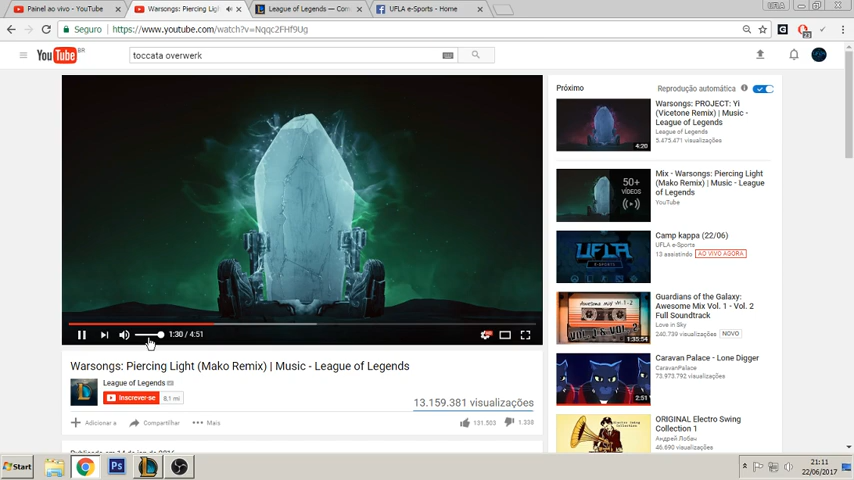 Painel ao vivo - YouTube
Warsongs: Piercing Ligh
League of Legends — Com
UFLA e-Sports - Home
UFLA
Seguro
https://www.youtube.com/watch?v=Nqqc2FHf9Ug
YouTube BR
toccata overwerk
Próximo
Reprodução automática
Warsongs: PROJECT: Yi
(Vicetone Remix) | Music -
League of Legends
League of Legends
5.475.471 visualizações
4:20
50+
VÍDEOS
Mix - Warsongs: Piercing Light
(Mako Remix) | Music - League
of Legends
YouTube
UFLA
E-SPORTS
Camp kappa (22/06)
UFLA e-Sports
13 assistindo
AO VIVO AGORA
Guardians of the Galaxy:
Awesome Mix Vol. 1 - Vol. 2
Full Soundtrack
Love in Sky
240.739 visualizações
NOVO
1:35:54
Caravan Palace - Lone Digger
CaravanPalace
73.973.792 visualizações
2:51
ORIGINAL Electro Swing
Collection 1
Андрей Лобач
46.690 visualizações
1:30 / 4:51
Warsongs: Piercing Light (Mako Remix) | Music - League of Legends
League of Legends
Inscrever-se
8,1 mi
13.159.381 visualizações
Adicionar a
Compartilhar
Mais
131.503
1.338
Start
Ps
21:11
22/06/2017